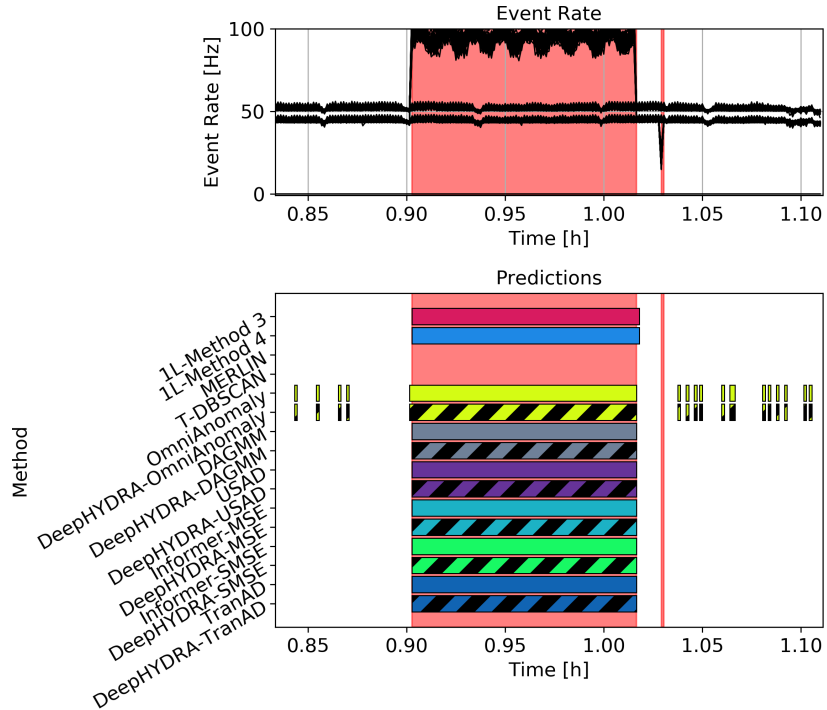 Event Rate
100
50
0
Event Rate [Hz]
0.85 0.90 0.95 1.00 1.05 1.10
Time [h]
Predictions
1L-Method 3
1L-Method 4
MERLIN
T-DBSCAN
OmniAnomaly
DeepHYDRA-OmniAnomaly
DAGMM
DeepHYDRA-DAGMM
USAD
DeepHYDRA-USAD
Informer-MSE
DeepHYDRA-MSE
Informer-SMSE
DeepHYDRA-SMSE
TranAD
DeepHYDRA-TranAD
Method
0.85 0.90 0.95 1.00 1.05 1.10
Time [h]